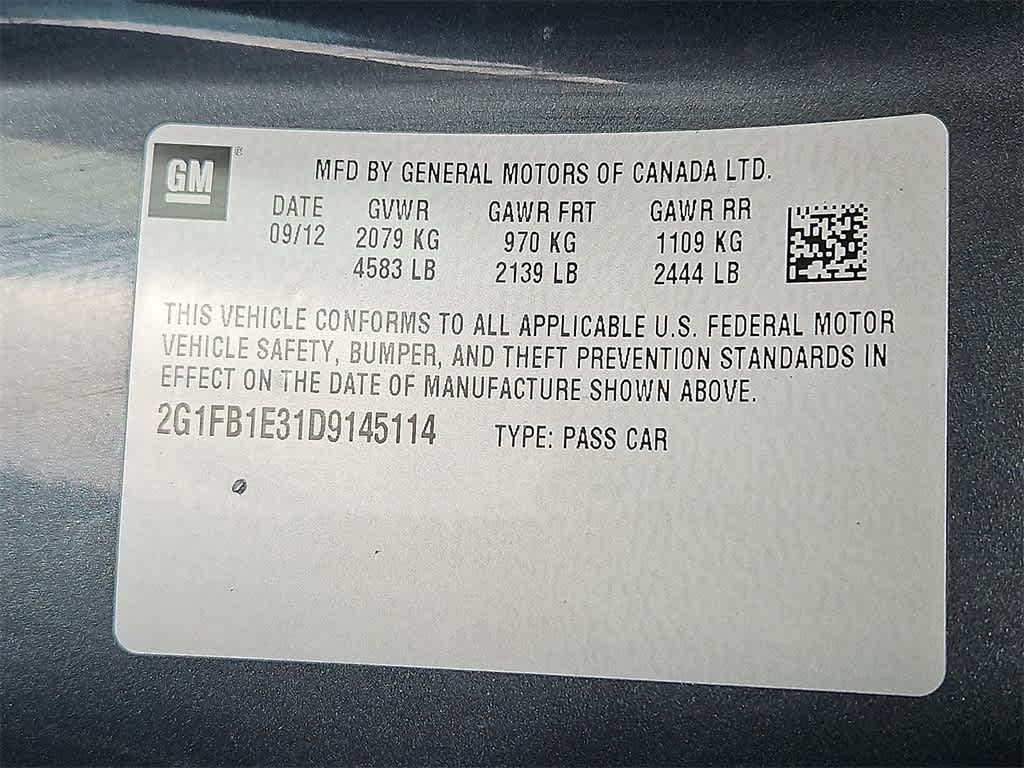 GM
MFD BY GENERAL MOTORS OF CANADA LTD.
DATE GVWR GAWR FRT GAWR RR
09/12 2079 KG 970 KG 1109 KG
4583 LB 2139 LB 2444 LB
THIS VEHICLE CONFORMS TO ALL APPLICABLE U.S. FEDERAL MOTOR
VEHICLE SAFETY, BUMPER, AND THEFT PREVENTION STANDARDS IN
EFFECT ON THE DATE OF MANUFACTURE SHOWN ABOVE.
2G1FB1E31D9145114 TYPE: PASS CAR